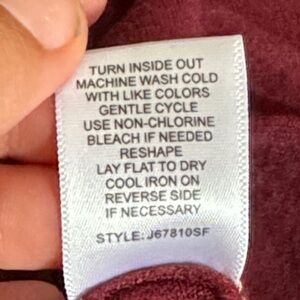 TURN INSIDE OUT
MACHINE WASH COLD
WITH LIKE COLORS
GENTLE CYCLE
USE NON-CHLORINE
BLEACH IF NEEDED
RESHAPE
LAY FLAT TO DRY
COOL IRON ON
REVERSE SIDE
IF NECESSARY
STYLE: J67810SF